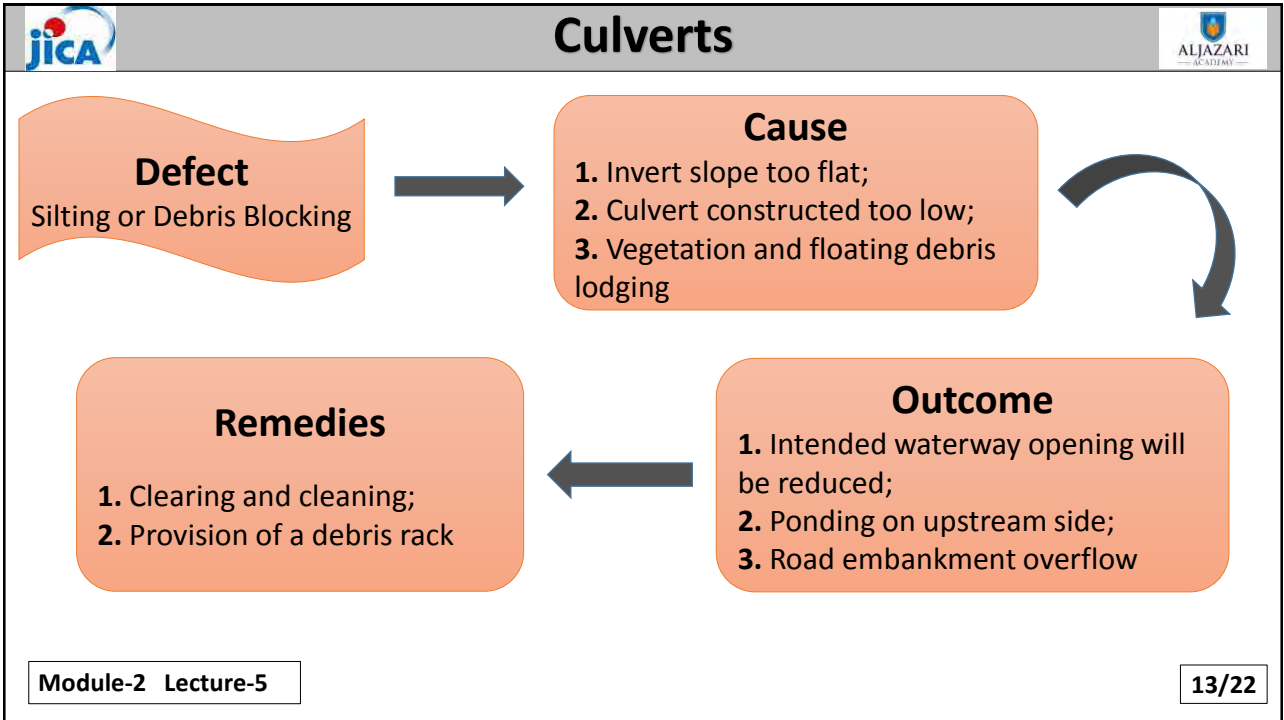 JICA
Culverts
ALJAZARI
ACADEMY
Defect
Silting or Debris Blocking
Cause
1. Invert slope too flat;
2. Culvert constructed too low;
3. Vegetation and floating debris
lodging
Outcome
1. Intended waterway opening will
be reduced;
2. Ponding on upstream side;
3. Road embankment overflow
Remedies
1. Clearing and cleaning;
2. Provision of a debris rack
Module-2 Lecture-5
13/22